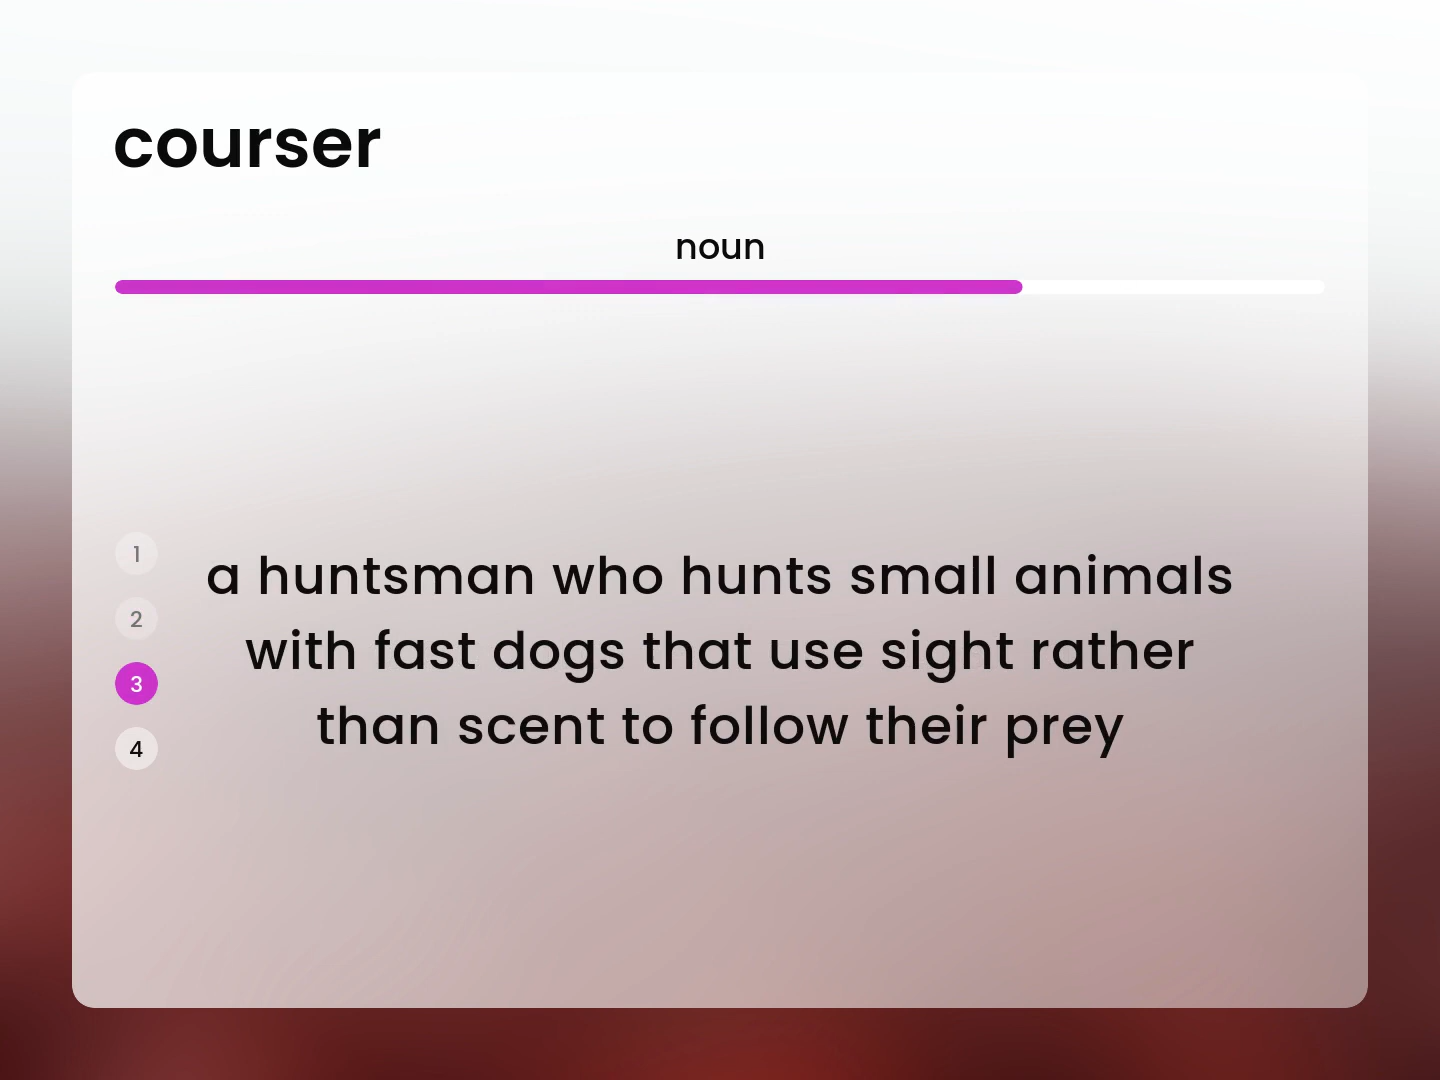 courser
noun
1
2
3
4
a huntsman who hunts small animals
with fast dogs that use sight rather
than scent to follow their prey